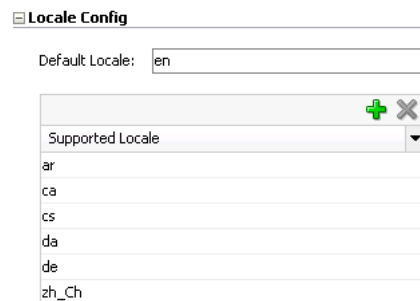 Locale Config
Default Locale: en
Supported Locale
ar
ca
cs
da
de
zh_Ch